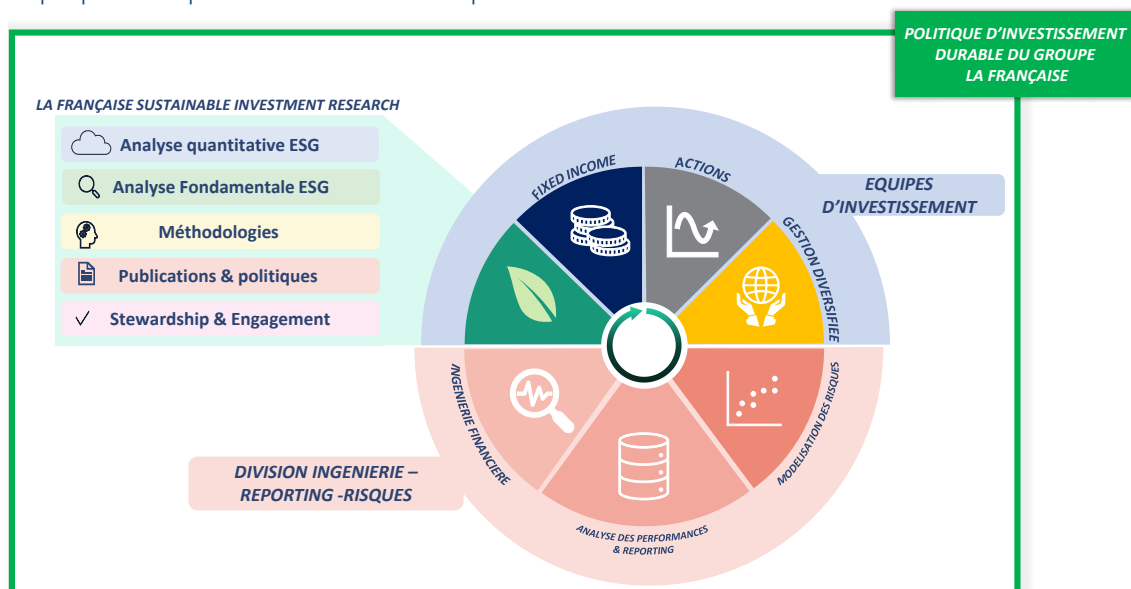 POLITIQUE D'INVESTISSEMENT
DURABLE DU GROUPE
LA FRANÇAISE
LA FRANÇAISE SUSTAINABLE INVESTMENT RESEARCH
Analyse quantitative ESG
Analyse Fondamentale ESG
Méthodologies
Publications & politiques
Stewardship & Engagement
FIXED INCOME
ACTIONS
GESTION DIVERSIFIEE
EQUIPES
D'INVESTISSEMENT
INGENIERIE FINANCIERE
MODELISATION DES RISQUES
DIVISION INGENIERIE –
REPORTING -RISQUES
ANALYSE DES PERFORMANCES
& REPORTING